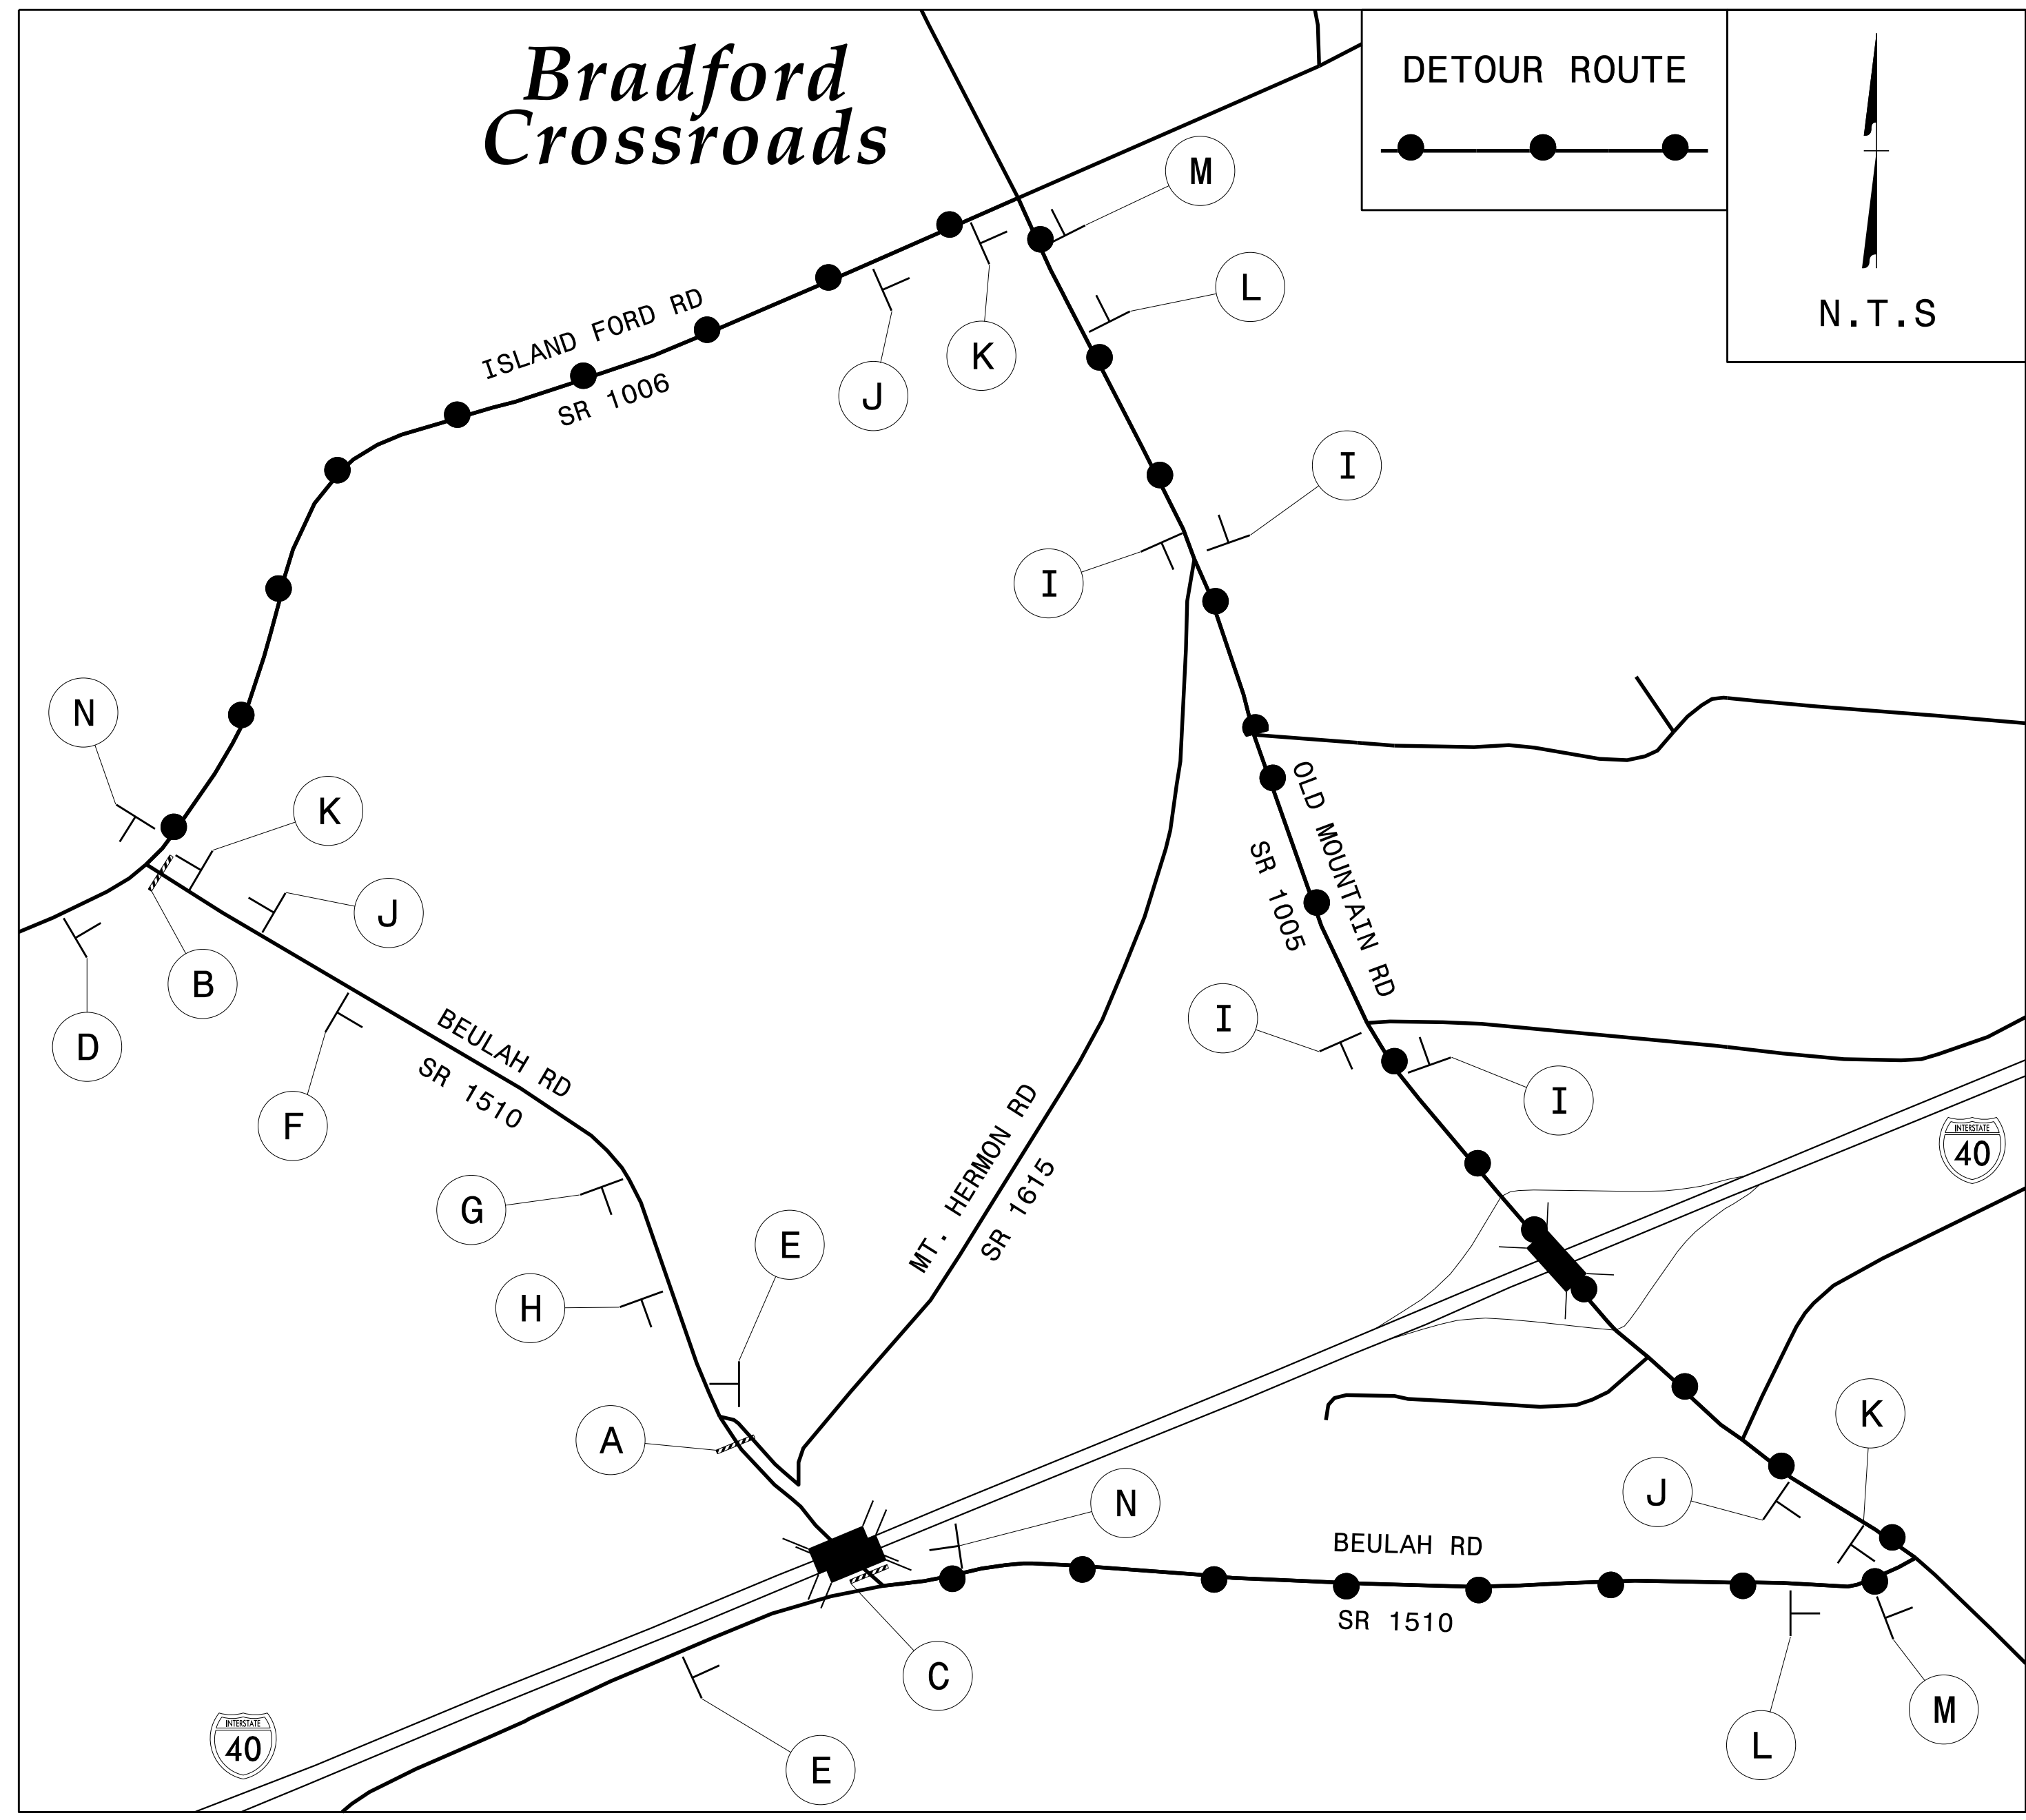 Bradford
Crossroads
DETOUR ROUTE
N.T.S
M
L
K
J
ISLAND FORD RD
SR 1006
I
I
N
K
J
B
D
F
BEULAH RD
SR 1510
OLD MOUNTAIN RD
SR 1005
I
I
G
H
E
A
MT. HERMON RD
SR 1615
INTERSTATE
40
K
J
N
BEULAH RD
SR 1510
C
E
L
M
INTERSTATE
40